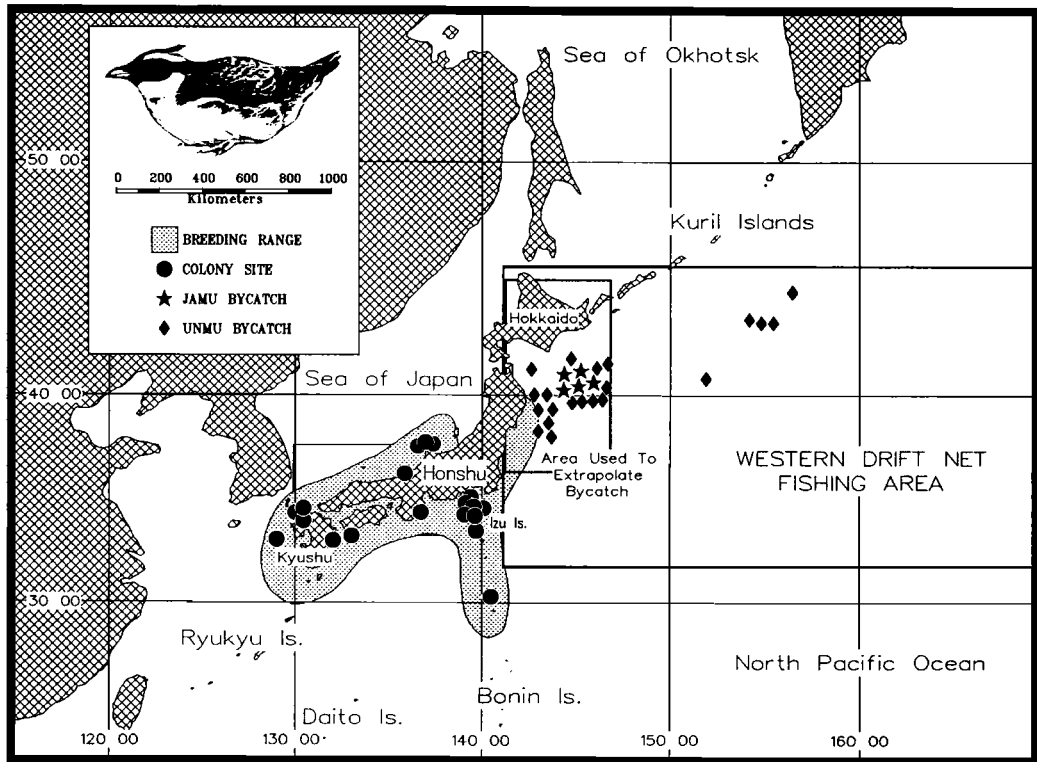 Sea of Okhotsk
0 200 400 600 800 1000
Kilometers
BREEDING RANGE
COLONY SITE
JAMU BYCATCH
UNMU BYCATCH
50 00
Kuril Islands
Hokkaido
Sea of Japan
40 00
Honshu
Area Used To
Extrapolate
Bycatch
WESTERN DRIFT NET
FISHING AREA
Izu Is.
Kyushu
30 00
Ryukyu Is.
North Pacific Ocean
Bonin Is.
Daito Is.
120 00 130 00 140 00 150 00 160 00